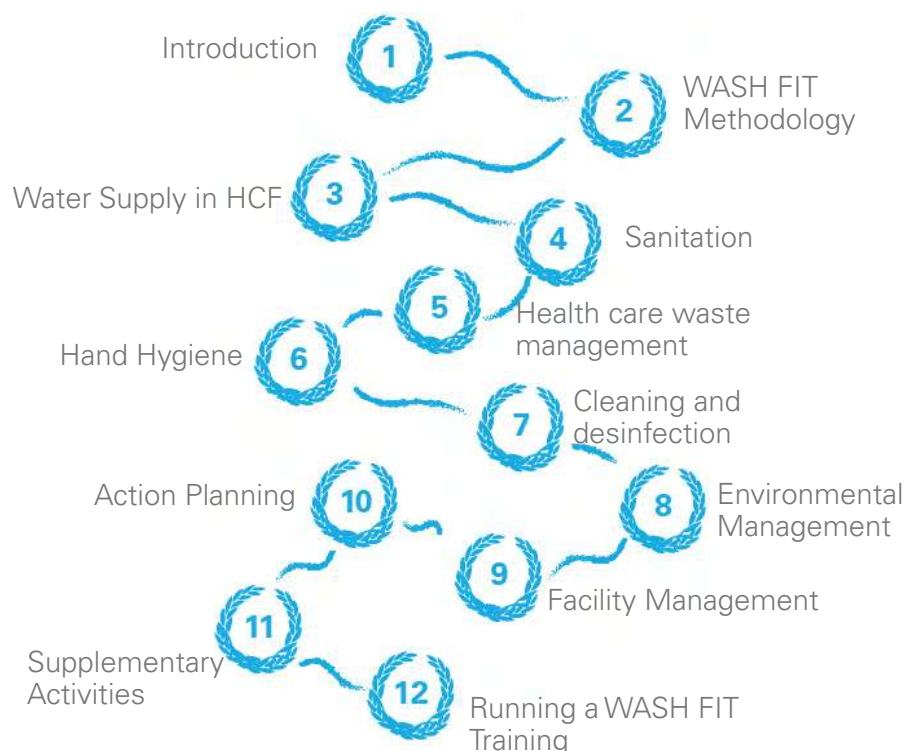 Introduction
1
2
WASH FIT
Methodology
3
Water Supply in HCF
4
Sanitation
5
Health care waste
management
6
Hand Hygiene
7
Cleaning and
desinfection
8
Environmental
Management
9
Facility Management
10
Action Planning
11
Supplementary
Activities
12
Running a WASH FIT
Training